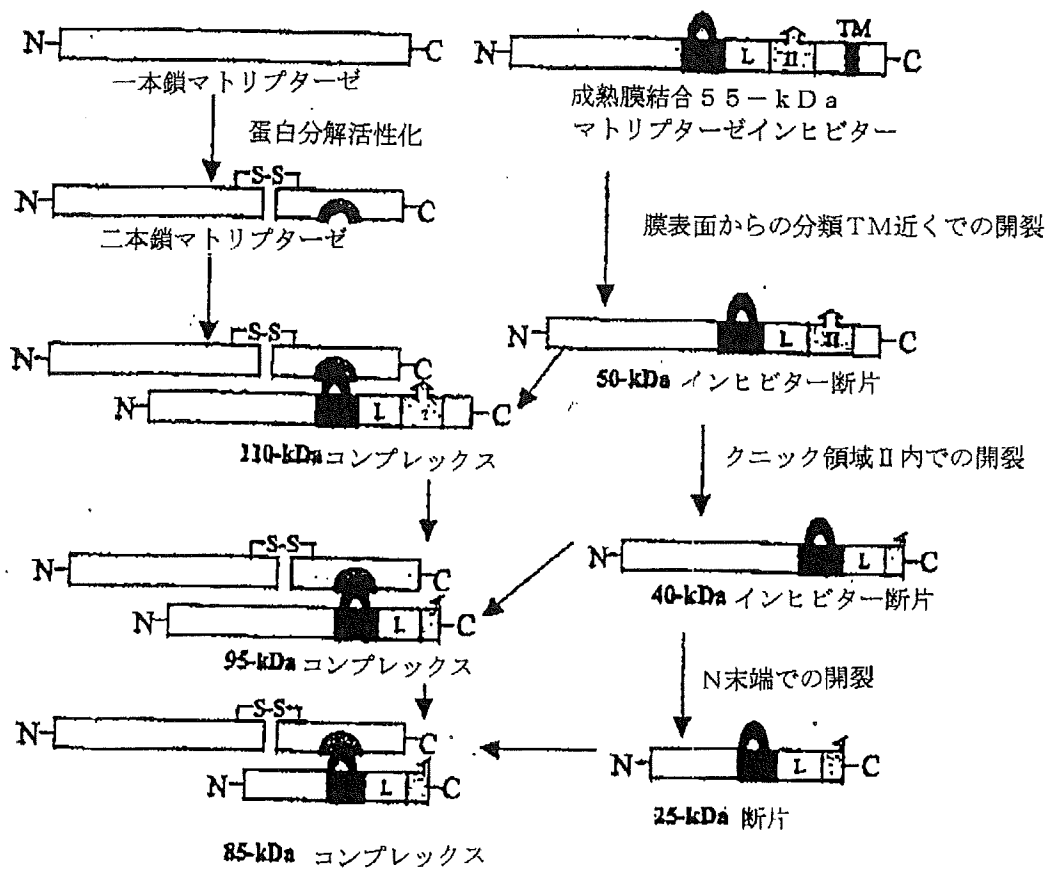 N C
一本鎖マトリプターゼ
TM
N L II C
成熟膜結合55-kDa
マトリプターゼインヒビター
蛋白分解活性化
S-S
N C
二本鎖マトリプターゼ
膜表面からの分類TM近くでの開裂
N L II C
50-kDa インヒビター断片
S-S
N C
N L ? C
110-kDaコンプレックス
クニック領域II内での開裂
N L C
40-kDa インヒビター断片
S-S
N C
N L C
95-kDa コンプレックス
N末端での開裂
N L C
25-kDa 断片
S-S
N C
N L C
85-kDa コンプレックス